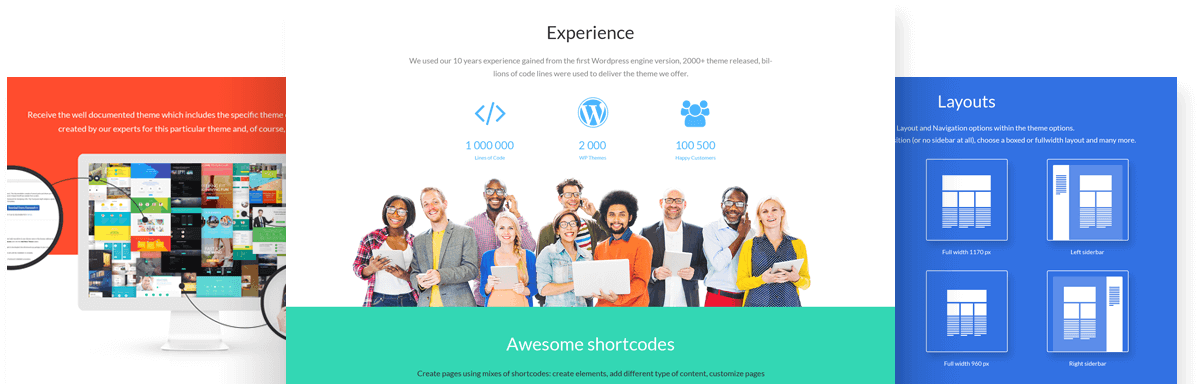 Receive the well documented theme which includes the specific theme
created by our experts for this particular theme and, of course,
Experience
We used our 10 years experience gained from the first Wordpress engine version, 2000+ theme released, bil-
lions of code lines were used to deliver the theme we offer.
1 000 000
2 000
100 500
Lines of Code
WP Themes
Happy Customers
Awesome shortcodes
Create pages using mixes of shortcodes: create elements, add different type of content, customize pages
Layouts
Layout and Navigation options within the theme options.
(or no sidebar at all), choose a boxed or fullwidth layout and many more.
Full width 1170 px
Left siderbar
Full width 960 px
Right siderbar